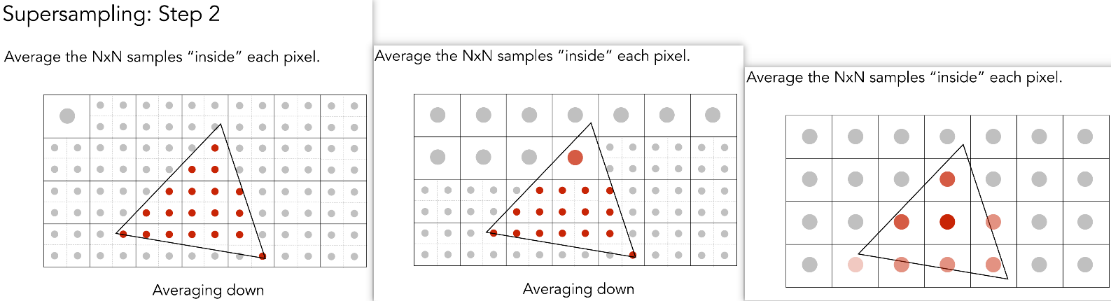 Supersampling: Step 2
Average the NxN samples “inside” each pixel.
Averaging down
Average the NxN samples “inside” each pixel.
Averaging down
Average the NxN samples “inside” each pixel.